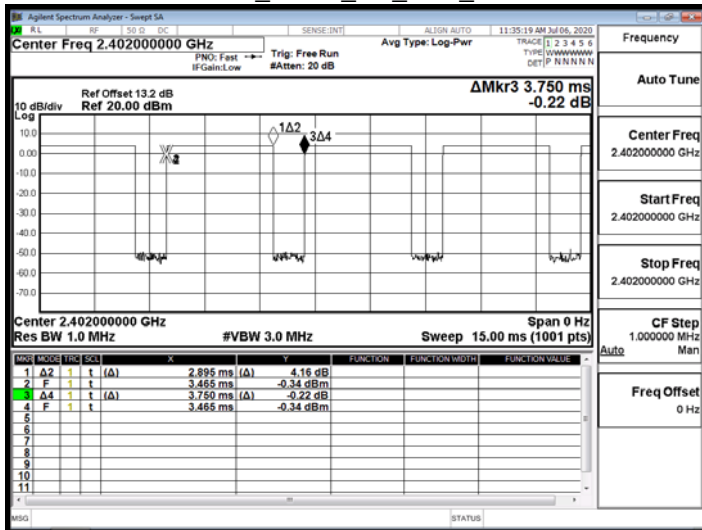 Agilent Spectrum Analyzer - Swept SA
RL RF 50 Ω DC SENSE:INT ALIGN AUTO 11:35:19 AM Jul 06, 2020
Center Freq 2.402000000 GHz
PNO: Fast
IFGain:Low
Trig: Free Run
#Atten: 20 dB
Avg Type: Log-Pwr
TRACE 1 2 3 4 5 6
TYPE WWWWWW
DET P N N N N N
Ref Offset 13.2 dB
10 dB/div Ref 20.00 dBm
Log
ΔMkr3 3.750 ms
-0.22 dB
10.0
0.00
-10.0
-20.0
-30.0
-40.0
-50.0
-60.0
-70.0
1Δ2
3Δ4
Center 2.402000000 GHz Span 0 Hz
Res BW 1.0 MHz #VBW 3.0 MHz Sweep 15.00 ms (1001 pts)
MKR MODE TRC SCL X Y FUNCTION FUNCTION WIDTH FUNCTION VALUE
1 Δ2 1 t (Δ) 2.895 ms (Δ) 4.16 dB
2 F 1 t 3.465 ms -0.34 dBm
3 Δ4 1 t (Δ) 3.750 ms (Δ) -0.22 dB
4 F 1 t 3.465 ms -0.34 dBm
5
6
7
8
9
10
11
MSG STATUS
Frequency
Auto Tune
Center Freq
2.402000000 GHz
Start Freq
2.402000000 GHz
Stop Freq
2.402000000 GHz
CF Step
1.000000 MHz
Auto Man
Freq Offset
0 Hz